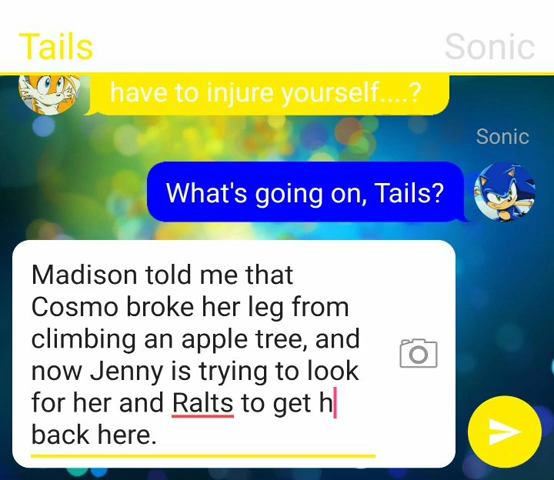 Tails
Sonic
have to injure yourself....?
Sonic
What's going on, Tails?
Madison told me that
Cosmo broke her leg from
climbing an apple tree, and
now Jenny is trying to look
for her and Ralts to get h
back here.